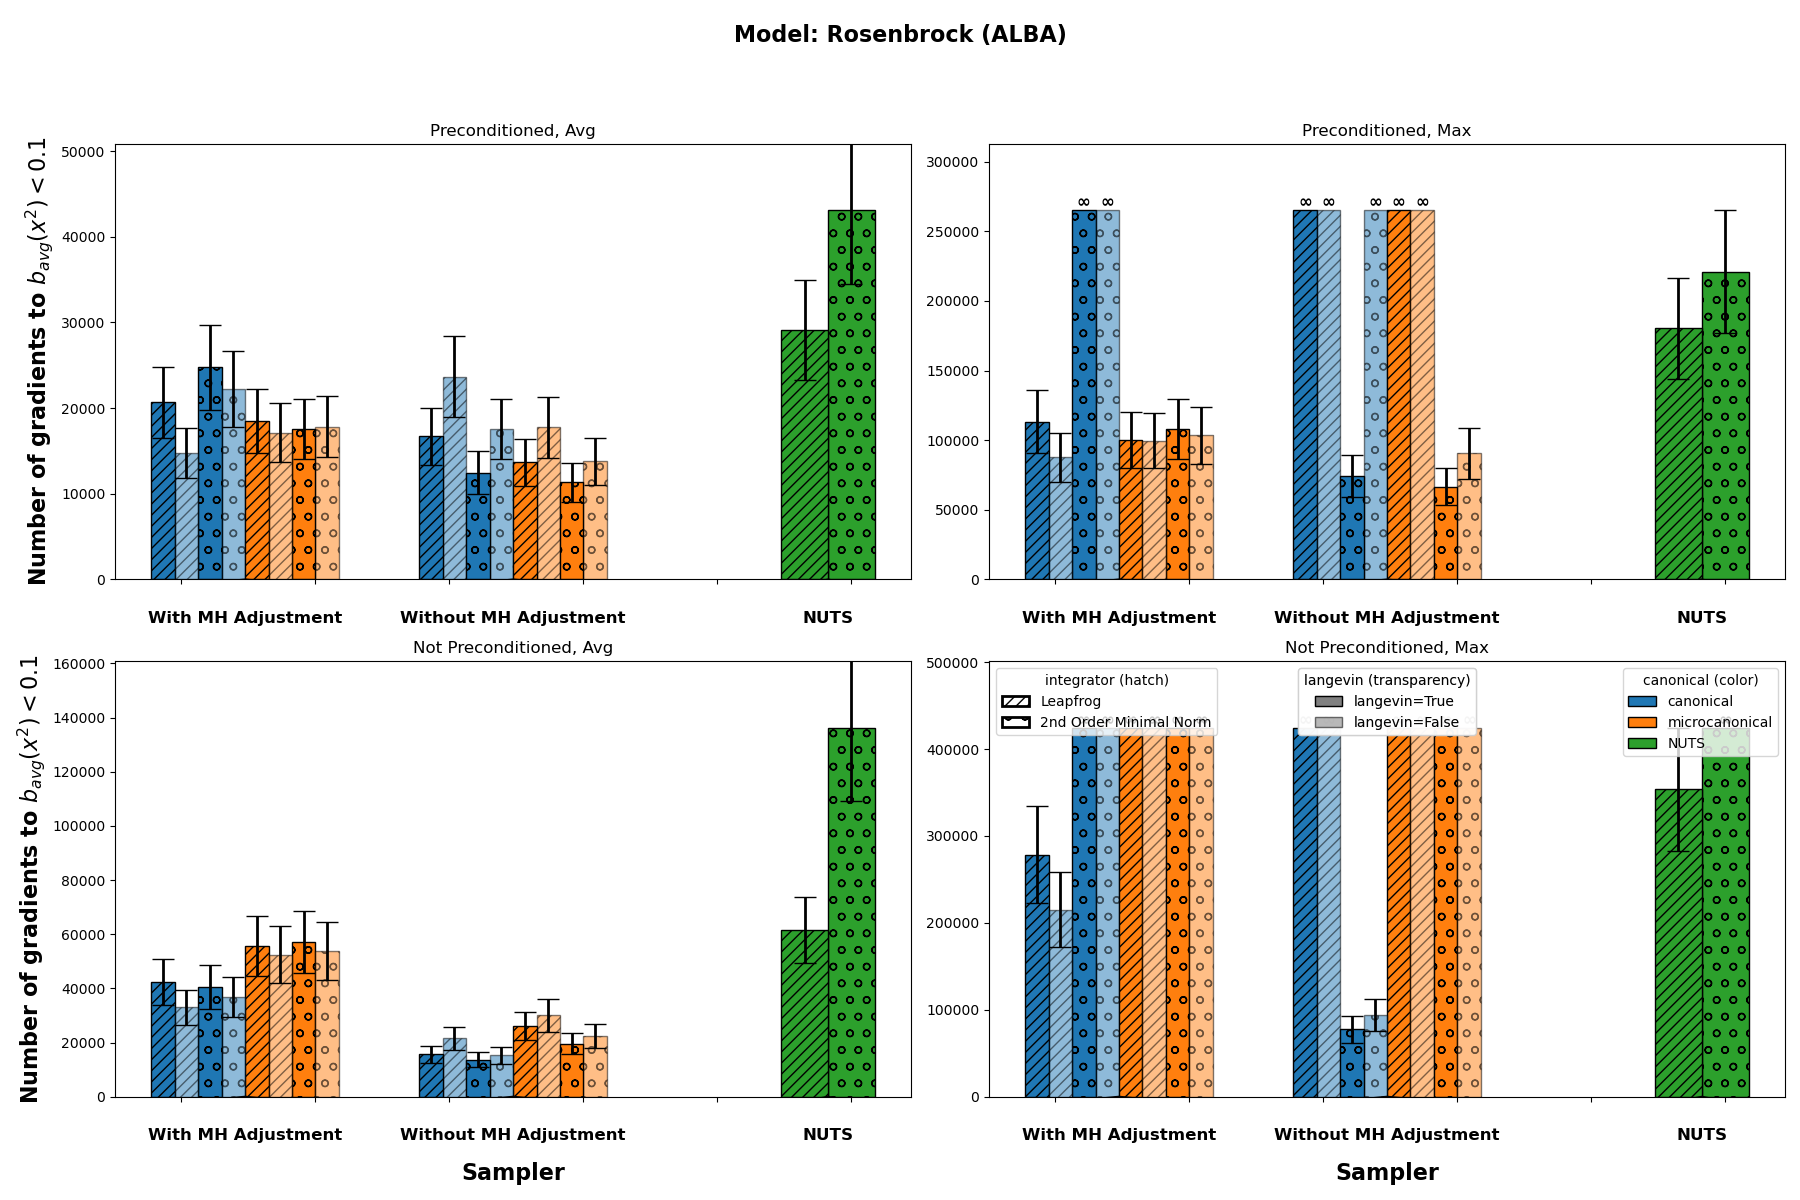 Model: Rosenbrock (ALBA)
Preconditioned, Avg
Number of gradients to b_avg(x²) < 0.1
50000
40000
30000
20000
10000
0
With MH Adjustment
Without MH Adjustment
NUTS
Preconditioned, Max
300000
250000
200000
150000
100000
50000
0
∞ ∞ ∞ ∞ ∞ ∞ ∞
With MH Adjustment
Without MH Adjustment
NUTS
Not Preconditioned, Avg
Number of gradients to b_avg(x²) < 0.1
160000
140000
120000
100000
80000
60000
40000
20000
0
With MH Adjustment
Without MH Adjustment
NUTS
Sampler
Not Preconditioned, Max
500000
400000
300000
200000
100000
0
integrator (hatch)
Leapfrog
2nd Order Minimal Norm
langevin (transparency)
langevin=True
langevin=False
canonical (color)
canonical
microcanonical
NUTS
With MH Adjustment
Without MH Adjustment
NUTS
Sampler